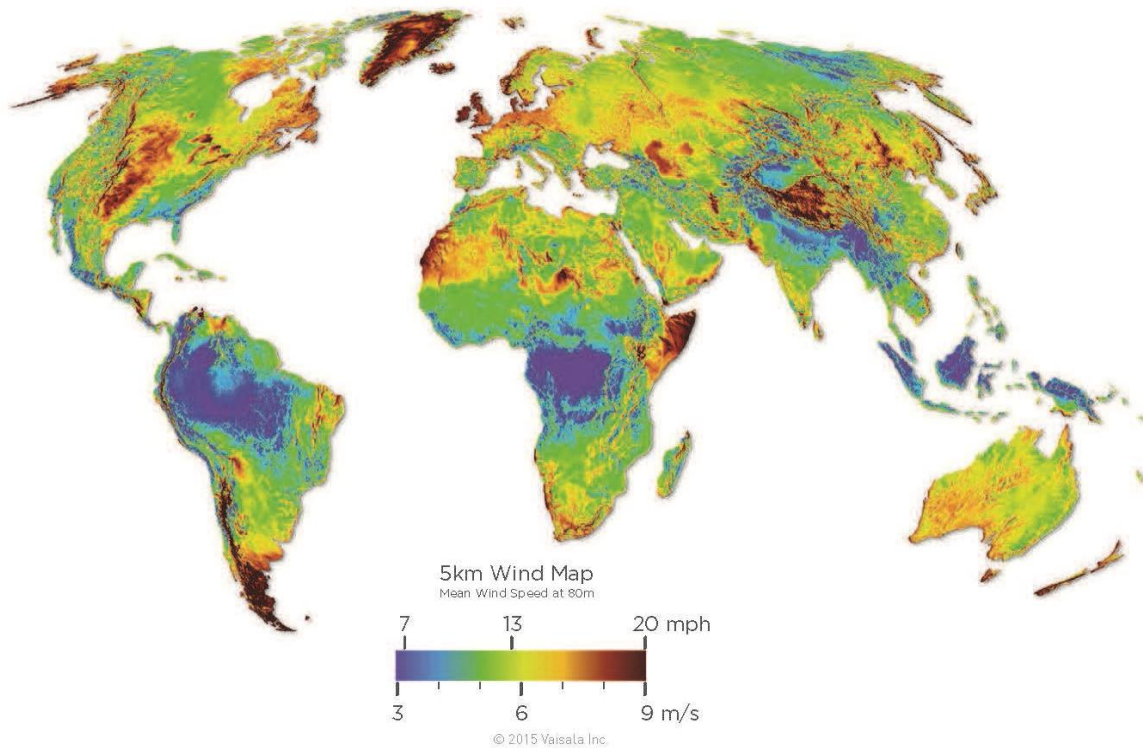 5km Wind Map
Mean Wind Speed at 80m
7 13 20 mph
3 6 9 m/s
© 2015 Vaisala Inc.